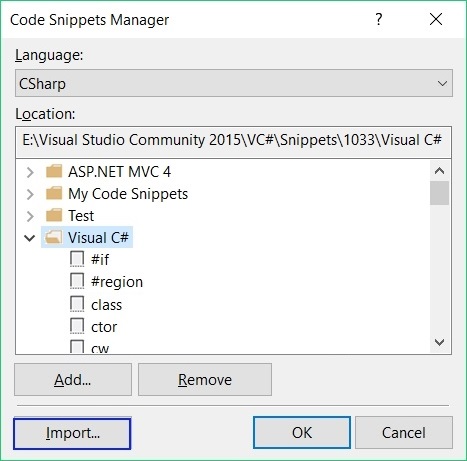 Code Snippets Manager ?
Language:
CSharp
Location:
E:\Visual Studio Community 2015\VC#\Snippets\1033\Visual C#
ASP.NET MVC 4
My Code Snippets
Test
Visual C#
#if
#region
class
ctor
cw
Add... Remove
Import... OK Cancel